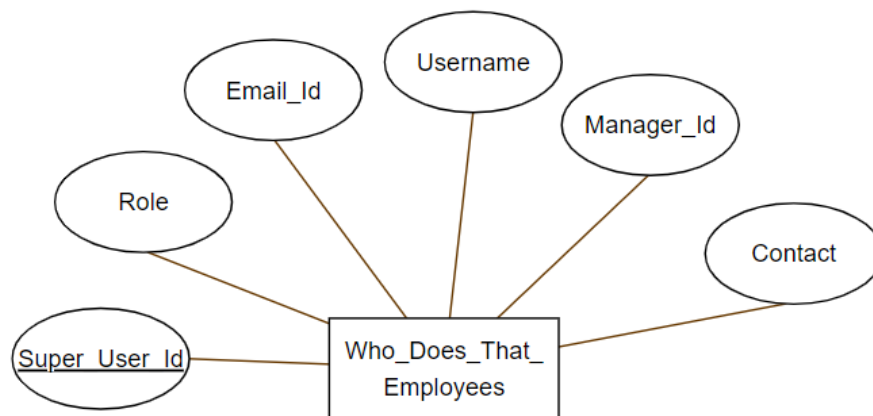 Username
Email_Id
Manager_Id
Role
Contact
Super_User_Id
Who_Does_That_
Employees